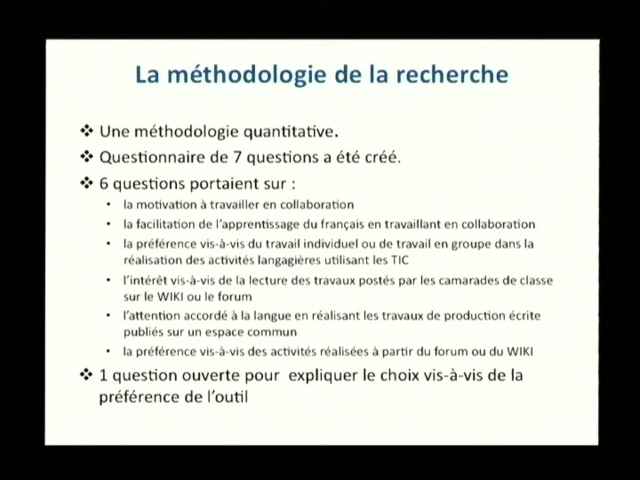 La méthodologie de la recherche
❖ Une méthodologie quantitative.
❖ Questionnaire de 7 questions a été créé.
❖ 6 questions portaient sur :
• la motivation à travailler en collaboration
• la facilitation de l'apprentissage du français en travaillant en collaboration
• la préférence vis-à-vis du travail individuel ou de travail en groupe dans la
réalisation des activités langagières utilisant les TIC
• l'intérêt vis-à-vis de la lecture des travaux postés par les camarades de classe
sur le WIKI ou le forum
• l'attention accordé à la langue en réalisant les travaux de production écrite
publiés sur un espace commun
• la préférence vis-à-vis des activités réalisées à partir du forum ou du WIKI
❖ 1 question ouverte pour expliquer le choix vis-à-vis de la
préférence de l'outil